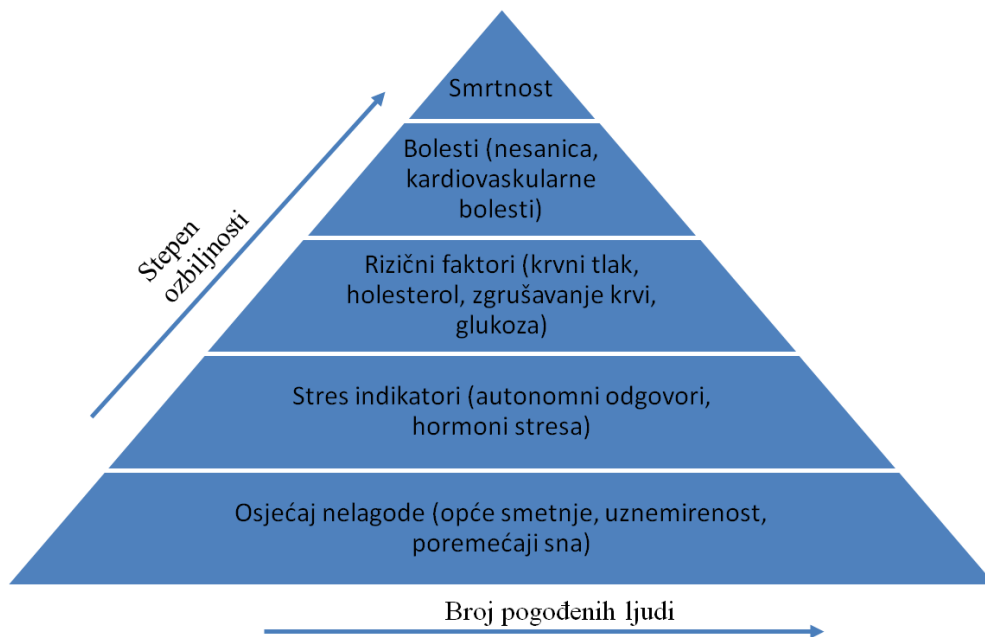 Smrtnost
Bolesti (nesanica,
kardiovaskularne
bolesti)
Stepen
ozbiljnosti
Rizični faktori (krvni tlak,
holesterol, zgrušavanje krvi,
glukoza)
Stres indikatori (autonomni odgovori,
hormoni stresa)
Osjećaj nelagode (opće smetnje, uznemirenost,
poremećaji sna)
Broj pogođenih ljudi